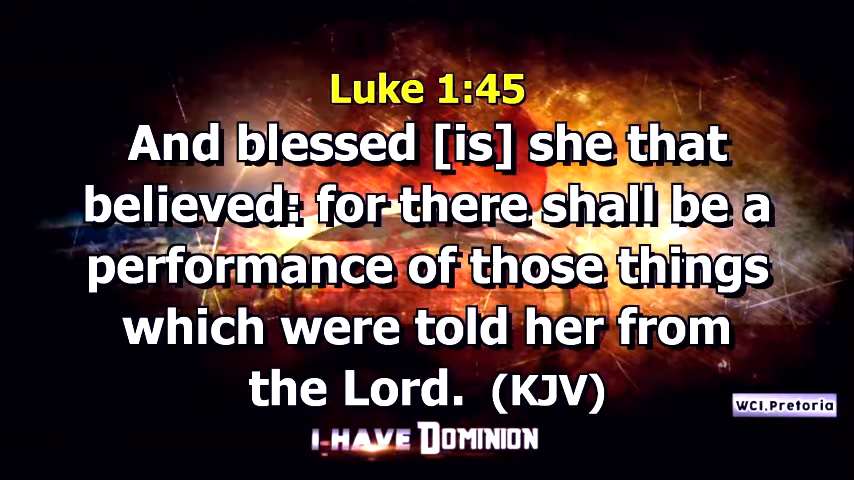 Luke 1:45
And blessed [is] she that
believed: for there shall be a
performance of those things
which were told her from
the Lord. (KJV)
WCI.Pretoria
I HAVE DOMINION